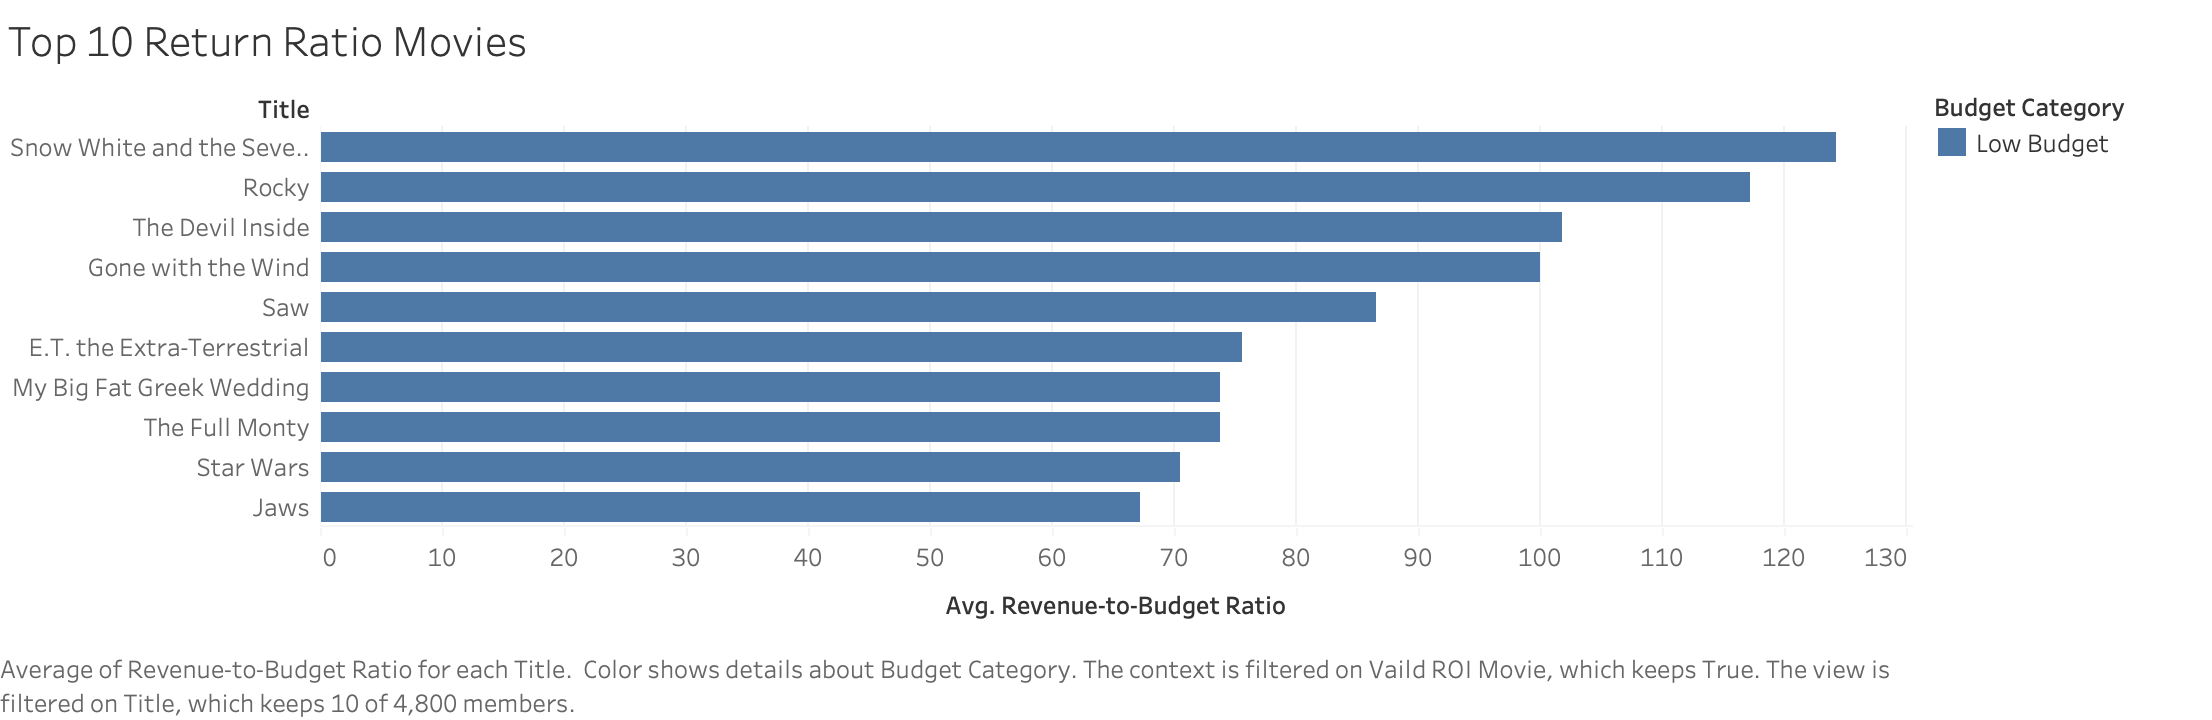 Top 10 Return Ratio Movies
Title
Budget Category
Snow White and the Seve..
Low Budget
Rocky
The Devil Inside
Gone with the Wind
Saw
E.T. the Extra-Terrestrial
My Big Fat Greek Wedding
The Full Monty
Star Wars
Jaws
0 10 20 30 40 50 60 70 80 90 100 110 120 130
Avg. Revenue-to-Budget Ratio
Average of Revenue-to-Budget Ratio for each Title.  Color shows details about Budget Category. The context is filtered on Vaild ROI Movie, which keeps True. The view is
filtered on Title, which keeps 10 of 4,800 members.